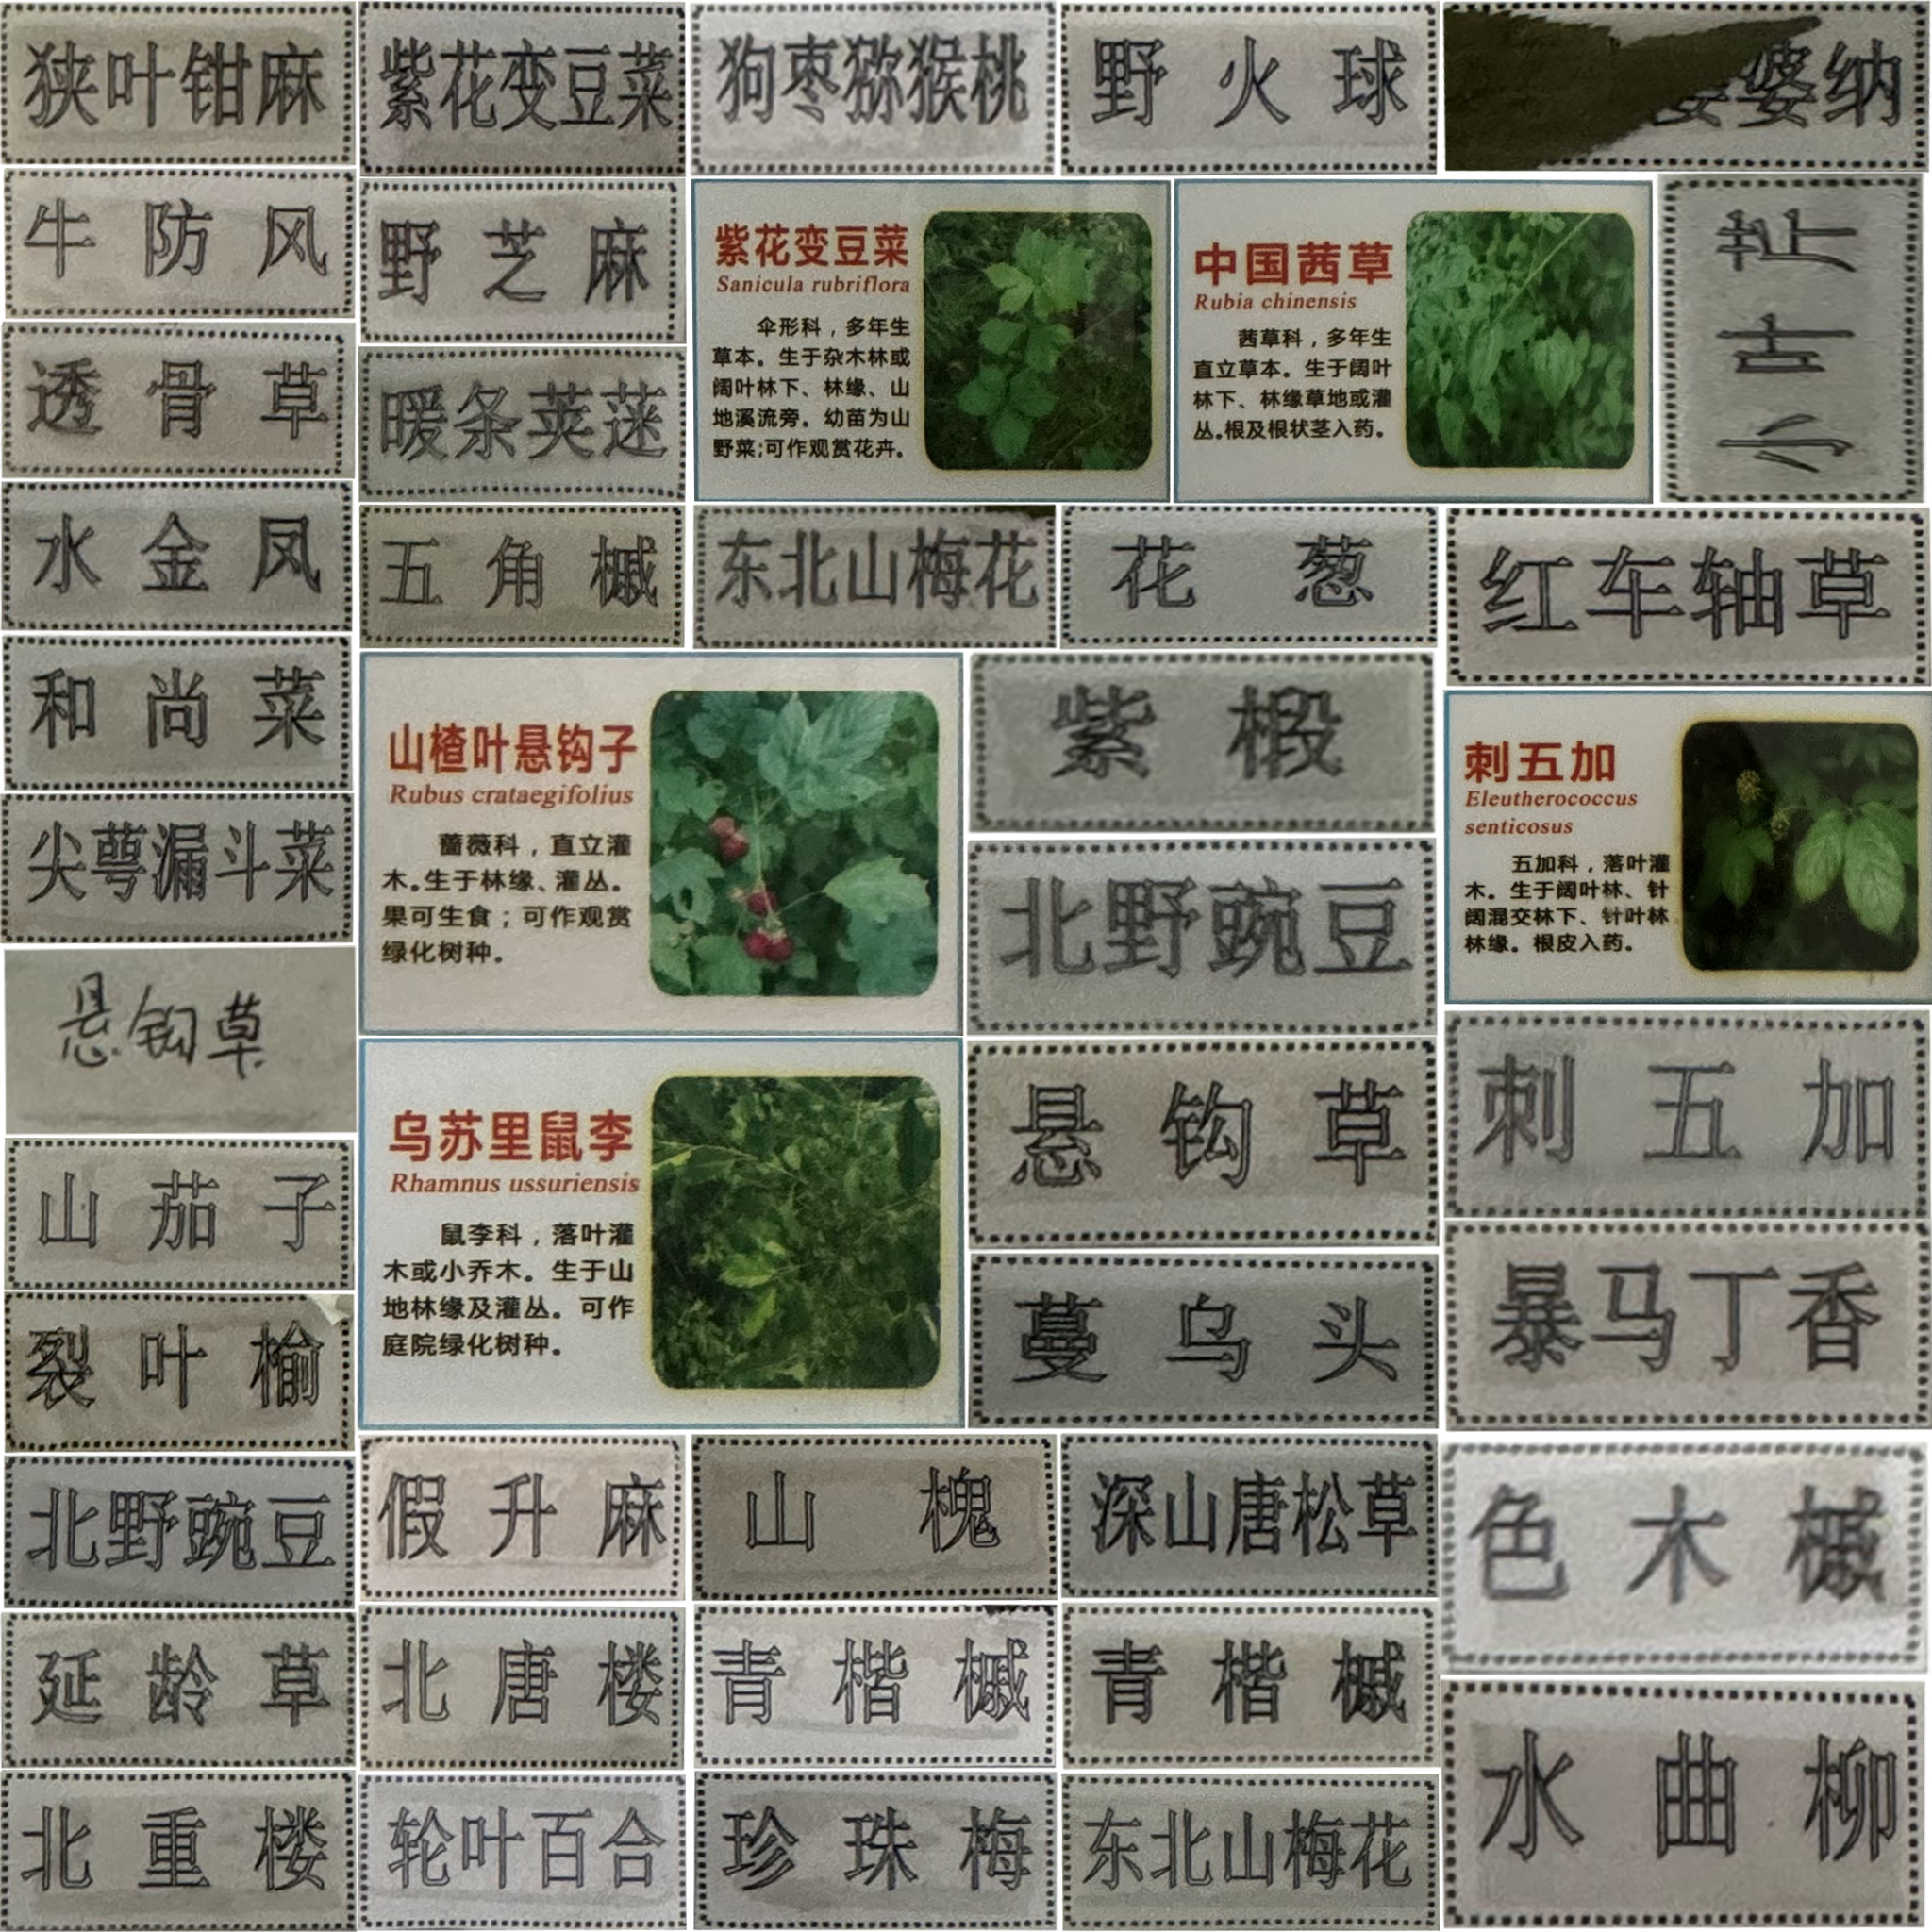 狭叶钳麻
紫花变豆菜
狗枣猕猴桃
野火球
婆纳
牛防风
野芝麻
紫花变豆菜
Sanicula rubriflora
伞形科，多年生
草本。生于杂木林或
阔叶林下、林缘、山
地溪流旁。幼苗为山
野菜;可作观赏花卉。
中国茜草
Rubia chinensis
茜草科，多年生
直立草本。生于阔叶
林下、林缘草地或灌
丛。根及根状茎入药。
小古芹
透骨草
暖条荚蒾
水金凤
五角槭
东北山梅花
花葱
红车轴草
和尚菜
山楂叶悬钩子
Rubus crataegifolius
蔷薇科，直立灌
木。生于林缘、灌丛。
果可生食；可作观赏
绿化树种。
紫椴
刺五加
Eleutherococcus
senticosus
五加科，落叶灌
木。生于阔叶林、针
阔混交林下、针叶林
林缘。根皮入药。
尖萼漏斗菜
北野豌豆
悬钩草
乌苏里鼠李
Rhamnus ussuriensis
鼠李科，落叶灌
木或小乔木。生于山
地林缘及灌丛。可作
庭院绿化树种。
悬钩草
刺五加
山茄子
蔓乌头
暴马丁香
裂叶榆
北野豌豆
假升麻
山槐
深山唐松草
色木槭
延龄草
北唐楼
青楷槭
青楷槭
水曲柳
北重楼
轮叶百合
珍珠梅
东北山梅花